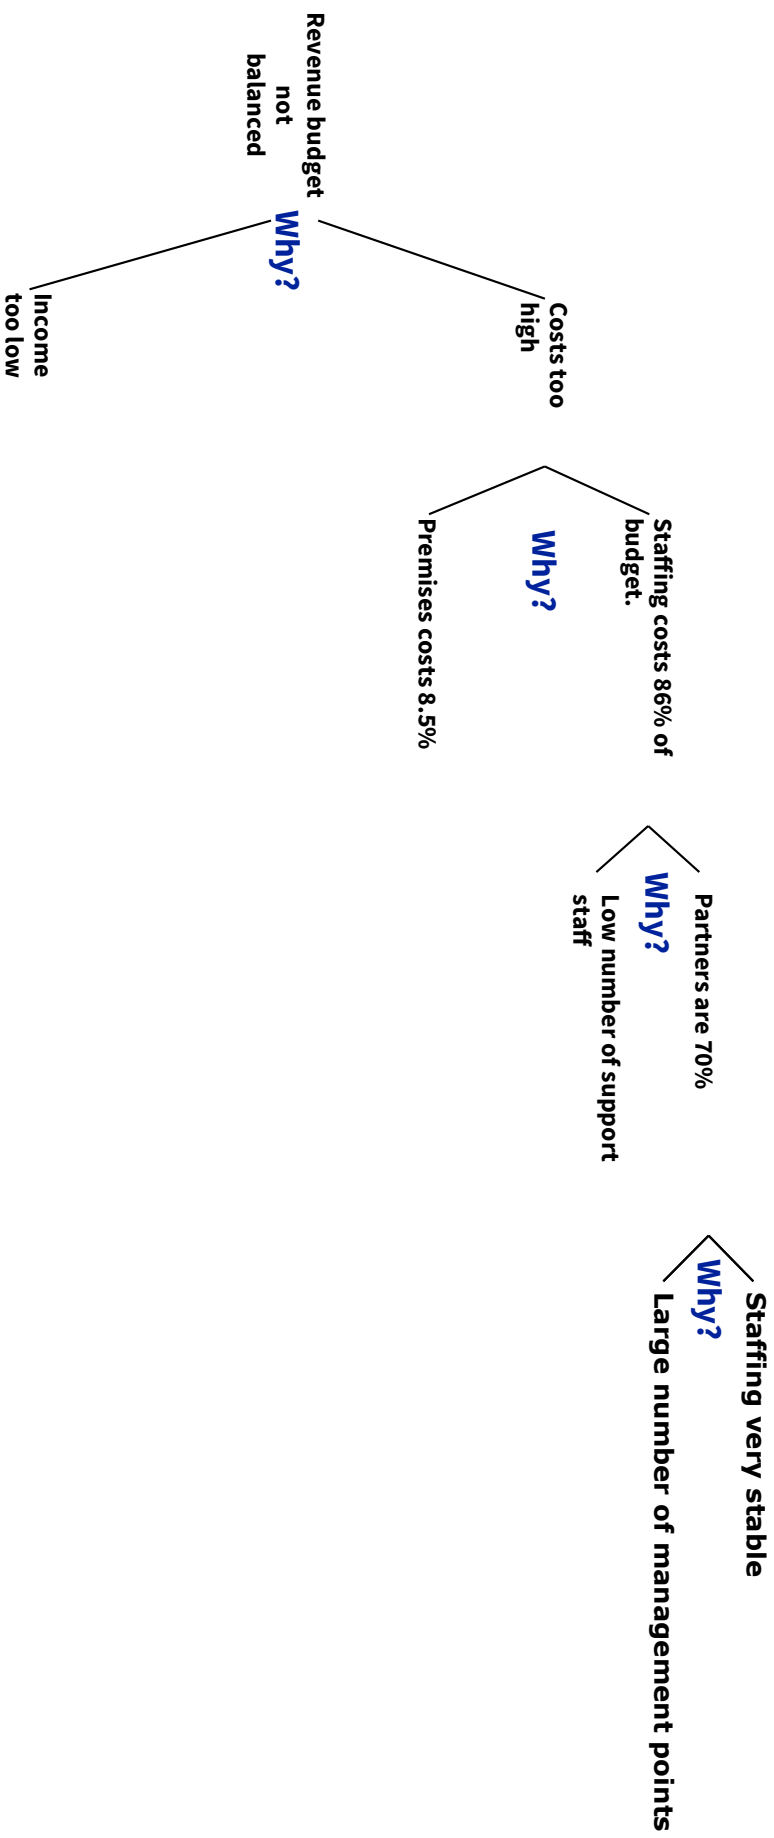 Revenue budget
not
balanced
Why?
Costs too
high
Income
too low
Why?
Staffing costs 86% of
budget.
Premises costs 8.5%
Why?
Partners are 70%
Low number of support
staff
Why?
Staffing very stable
Large number of management points